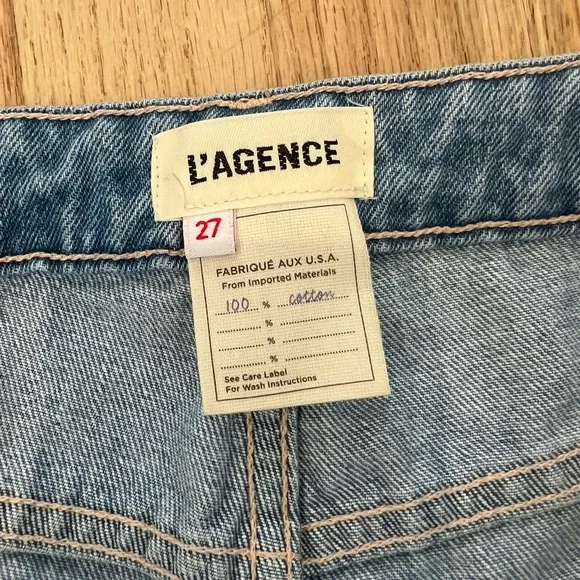 L'AGENCE
27
FABRIQUÉ AUX U.S.A.
From Imported Materials
100 % cotton
%
%
%
See Care Label
For Wash Instructions